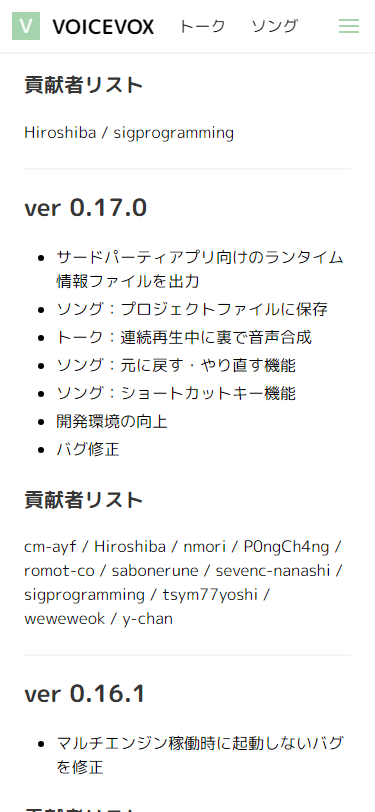 V VOICEVOX トーク ソング
貢献者リスト
Hiroshiba / sigprogramming
ver 0.17.0
サードパーティアプリ向けのランタイム
情報ファイルを出力
ソング：プロジェクトファイルに保存
トーク：連続再生中に裏で音声合成
ソング：元に戻す・やり直す機能
ソング：ショートカットキー機能
開発環境の向上
バグ修正
貢献者リスト
cm-ayf / Hiroshiba / nmori / P0ngCh4ng /
romot-co / sabonerune / sevenc-nanashi /
sigprogramming / tsym77yoshi /
weweweok / y-chan
ver 0.16.1
マルチエンジン稼働時に起動しないバグ
を修正